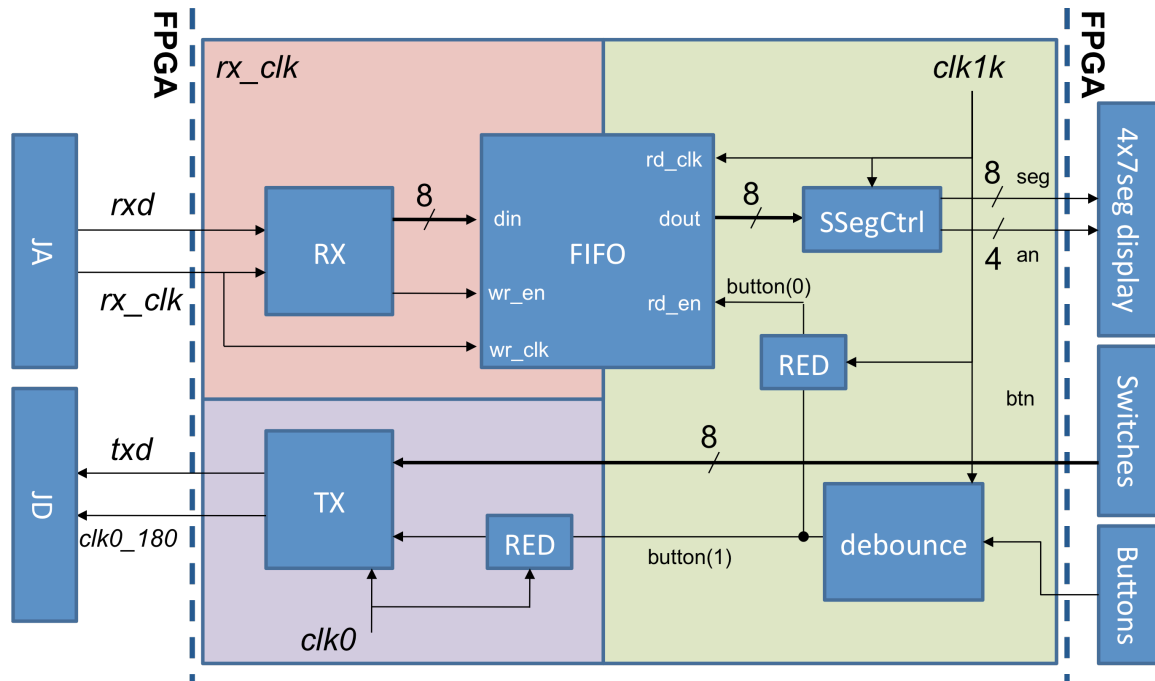 FPGA
FPGA
rx_clk
clk1k
JA
rxd
rx_clk
RX
8
din
wr_en
wr_clk
FIFO
rd_clk
dout
rd_en
8
SSegCtrl
8 seg
4 an
4x7seg display
button(0)
RED
btn
Switches
8
JD
txd
clk0_180
TX
RED
clk0
button(1)
debounce
Buttons